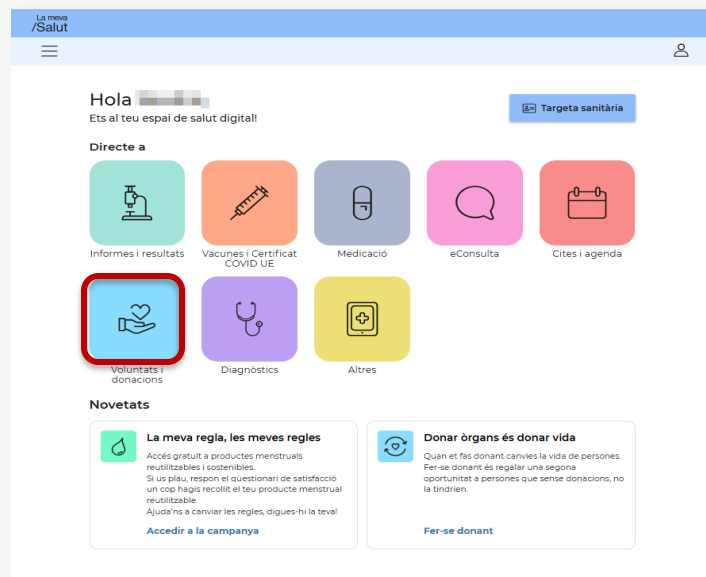 La meva
/Salut
Hola
Ets al teu espai de salut digital!
Targeta sanitària
Directe a
Informes i resultats
Vacunes i Certificat
COVID UE
Medicació
eConsulta
Cites i agenda
Voluntats i
donacions
Diagnòstics
Altres
Novetats
La meva regla, les meves regles
Accés gratuït a productes menstruals
reutilitzables i sostenibles.
Si us plau, respon el qüestionari de satisfacció
un cop hagis recollit el teu producte menstrual
reutilitzable.
Ajuda'ns a canviar les regles, digues-hi la teva!
Accedir a la campanya
Donar òrgans és donar vida
Quan et fas donant canvies la vida de persones.
Fer-se donant és regalar una segona
oportunitat a persones que sense donacions, no
la tindrien.
Fer-se donant